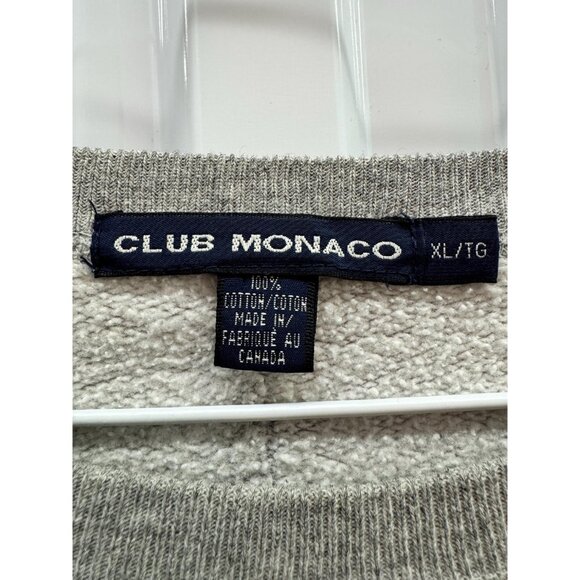 CLUB MONACO
XL/TG
100%
COTTON/COTON
MADE IN/
FABRIQUÉ AU
CANADA